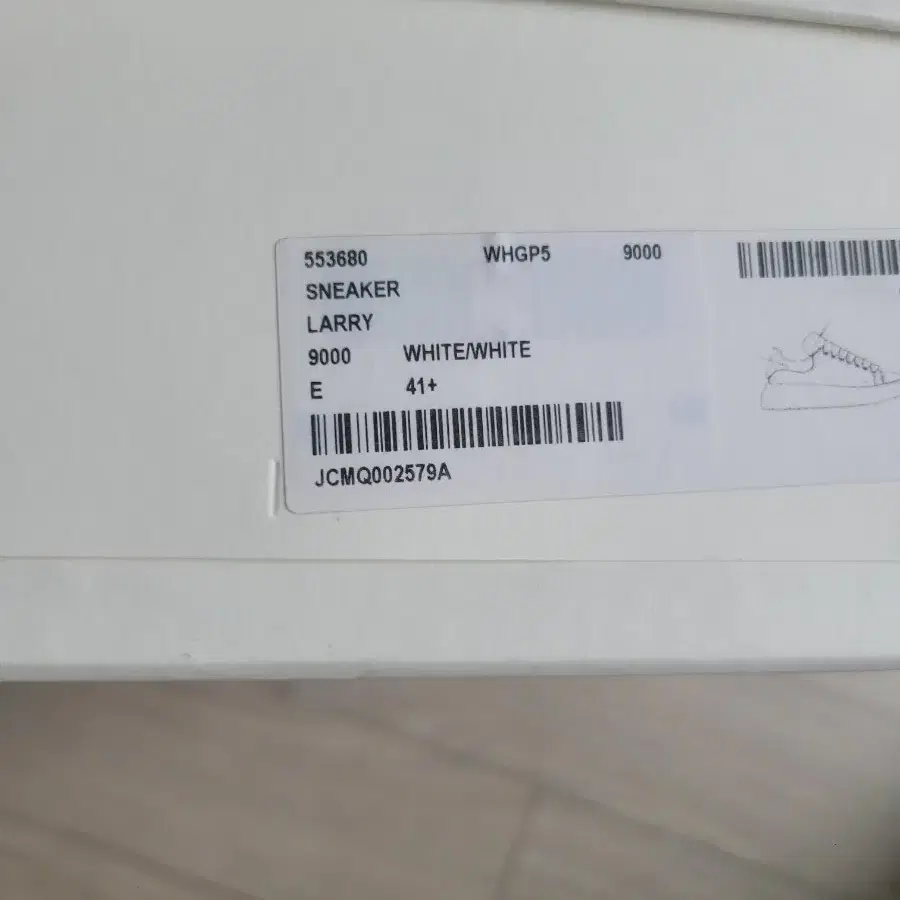 553680 WHGP5 9000
SNEAKER
LARRY
9000 WHITE/WHITE
E 41+
JCMQ002579A